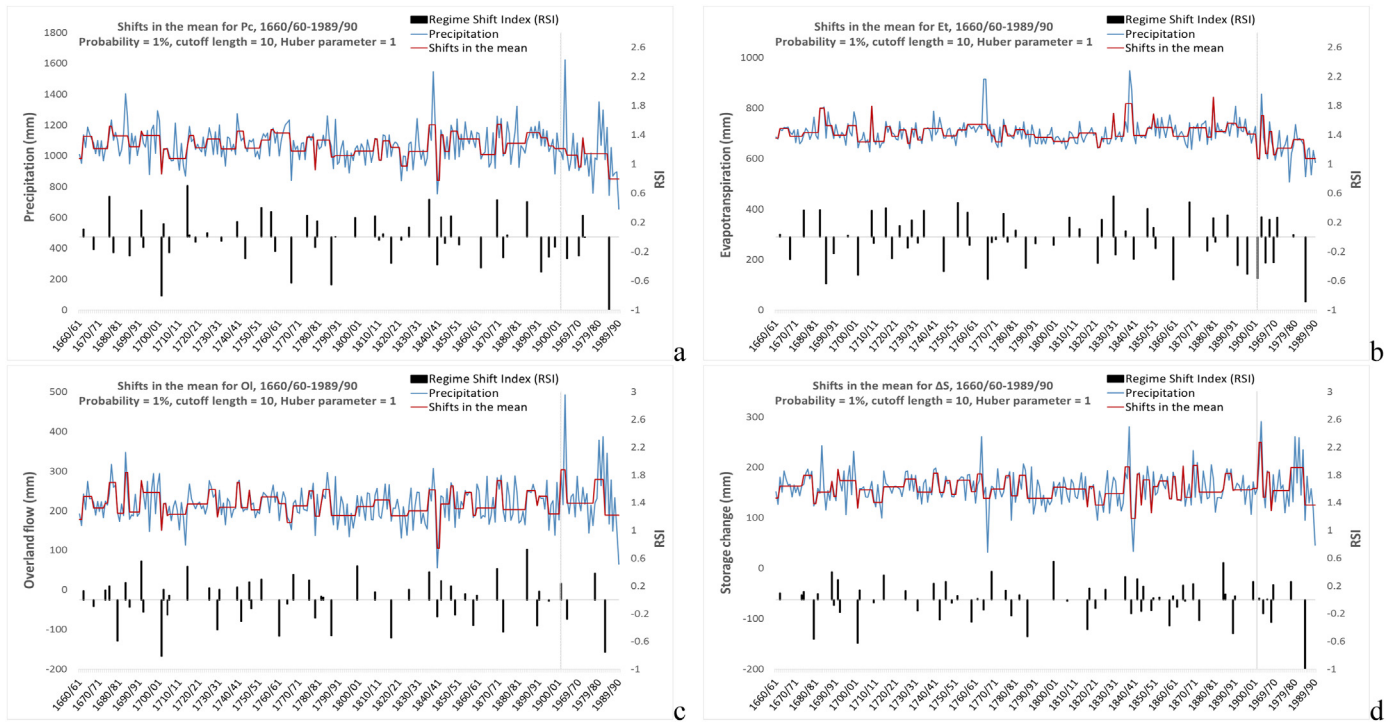 Shifts in the mean for Pc, 1660/60-1989/90
Probability = 1%, cutoff length = 10, Huber parameter = 1
Regime Shift Index (RSI)
Precipitation
Shifts in the mean
Precipitation (mm)
1800
1600
1400
1200
1000
800
600
400
200
0
2.6
2.2
1.8
1.4
1
0.6
0.2
-0.2
-0.6
-1
RSI
1660/61 1670/71 1680/81 1690/91 1700/01 1710/11 1720/21 1730/31 1740/41 1750/51 1660/61 1770/71 1780/81 1790/91 1800/01 1810/11 1820/21 1830/31 1840/41 1850/51 1860/61 1870/71 1680/81 1890/91 1900/01 1969/70 1979/80 1989/90
a
Shifts in the mean for Et, 1660/60-1989/90
Probability = 1%, cutoff length = 10, Huber parameter = 1
Regime Shift Index (RSI)
Precipitation
Shifts in the mean
Evapotranspiration (mm)
1000
800
600
400
200
0
2.6
2.2
1.8
1.4
1
0.6
0.2
-0.2
-0.6
-1
RSI
1660/61 1670/71 1680/81 1690/91 1700/01 1710/11 1720/21 1730/31 1740/41 1750/51 1660/61 1770/71 1780/81 1790/91 1800/01 1810/11 1820/21 1830/31 1840/41 1850/51 1860/61 1870/71 1680/81 1890/91 1900/01 1969/70 1979/80 1989/90
b
Shifts in the mean for Ol, 1660/60-1989/90
Probability = 1%, cutoff length = 10, Huber parameter = 1
Regime Shift Index (RSI)
Precipitation
Shifts in the mean
Overland flow (mm)
500
400
300
200
100
0
-100
-200
3
2.6
2.2
1.8
1.4
1
0.6
0.2
-0.2
-0.6
-1
RSI
1660/61 1670/71 1680/81 1690/91 1700/01 1710/11 1720/21 1730/31 1740/41 1750/51 1660/61 1770/71 1780/81 1790/91 1800/01 1810/11 1820/21 1830/31 1840/41 1850/51 1860/61 1870/71 1680/81 1890/91 1900/01 1969/70 1979/80 1989/90
c
Shifts in the mean for ΔS, 1660/60-1989/90
Probability = 1%, cutoff length = 10, Huber parameter = 1
Regime Shift Index (RSI)
Precipitation
Shifts in the mean
Storage change (mm)
300
200
100
0
-100
-200
3
2.6
2.2
1.8
1.4
1
0.6
0.2
-0.2
-0.6
-1
RSI
1660/61 1670/71 1680/81 1690/91 1700/01 1710/11 1720/21 1730/31 1740/41 1750/51 1660/61 1770/71 1780/81 1790/91 1800/01 1810/11 1820/21 1830/31 1840/41 1850/51 1860/61 1870/71 1680/81 1890/91 1900/01 1969/70 1979/80 1989/90
d